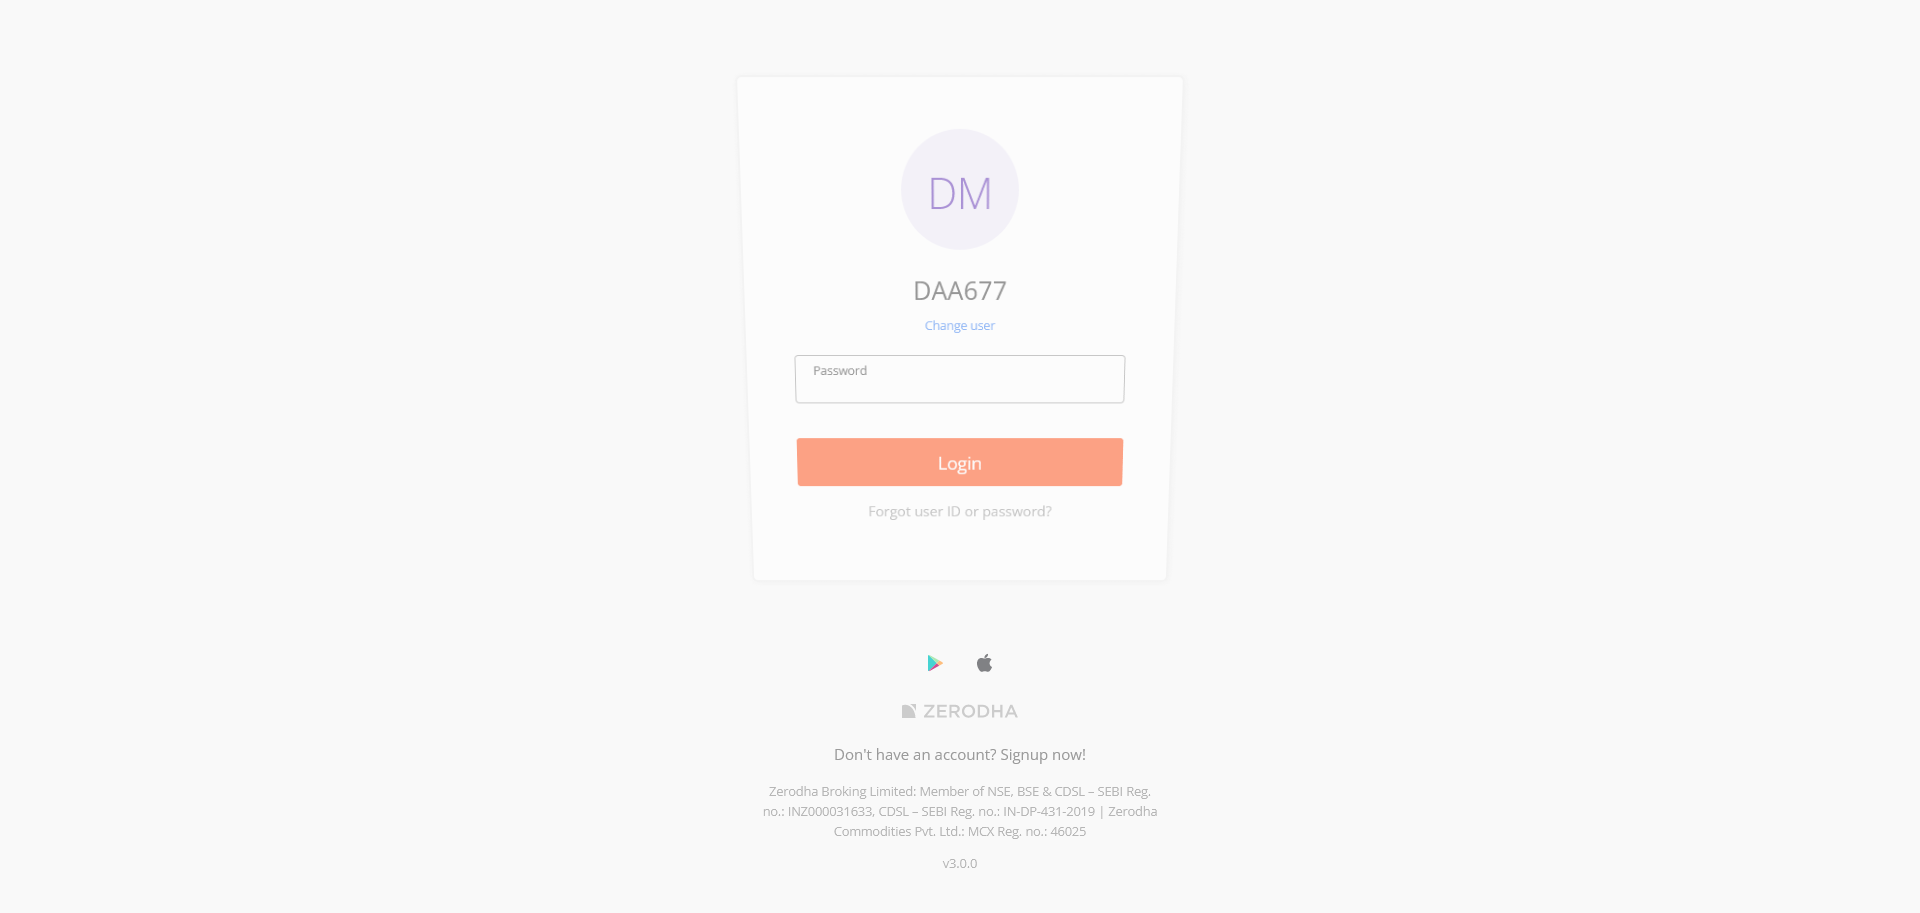 DM
DAA677
Change user
Password
Login
Forgot user ID or password?
ZERODHA
Don't have an account? Signup now!
Zerodha Broking Limited: Member of NSE, BSE & CDSL – SEBI Reg.
no.: INZ000031633, CDSL – SEBI Reg. no.: IN-DP-431-2019 | Zerodha
Commodities Pvt. Ltd.: MCX Reg. no.: 46025
v3.0.0